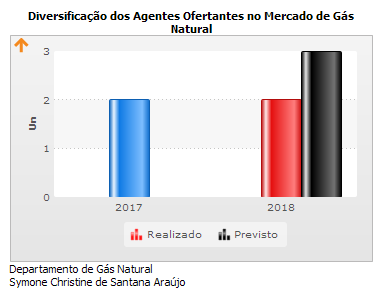 Diversificação dos Agentes Ofertantes no Mercado de Gás
Natural
3
2
1
0
Un
2017
2018
Realizado
Previsto
Departamento de Gás Natural
Symone Christine de Santana Araújo